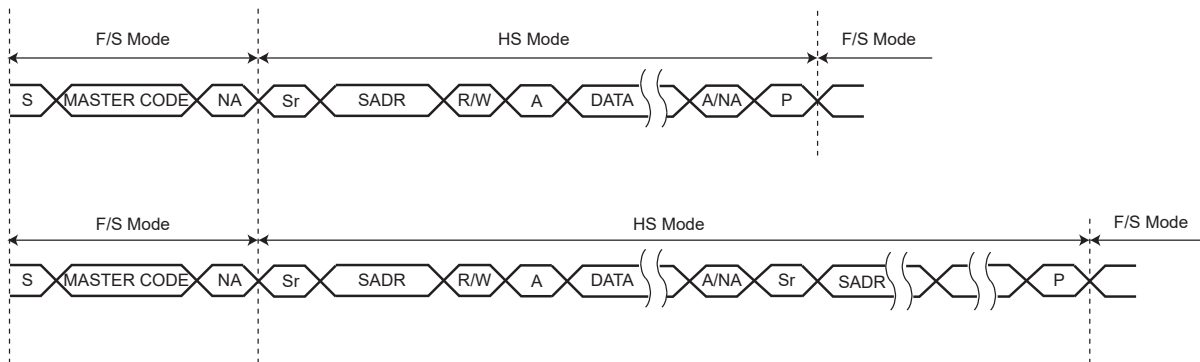 F/S Mode HS Mode F/S Mode
S MASTER CODE NA Sr SADR R/W A DATA A/NA P
F/S Mode HS Mode F/S Mode
S MASTER CODE NA Sr SADR R/W A DATA A/NA Sr SADR P